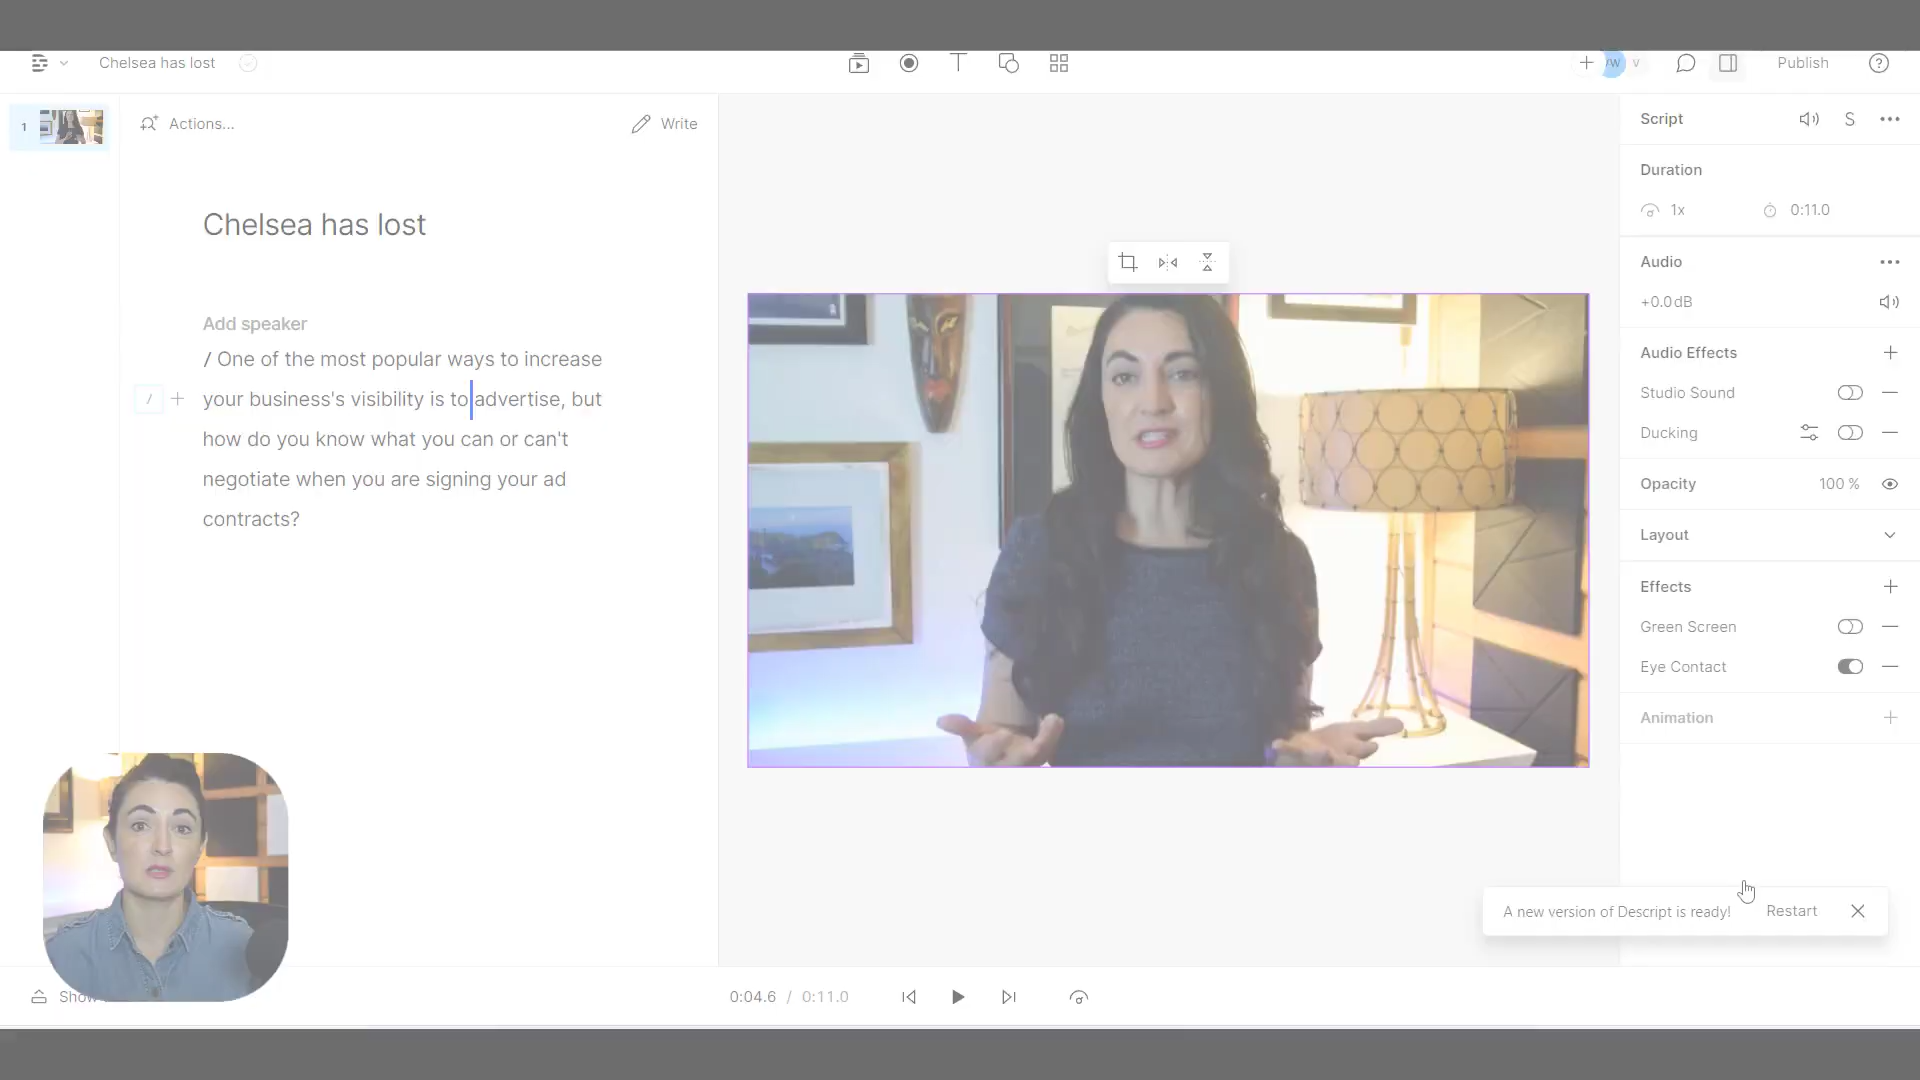 Chelsea has lost
W
Publish
1
Actions...
Write
Chelsea has lost
Add speaker
/ One of the most popular ways to increase
your business's visibility is to advertise, but
how do you know what you can or can't
negotiate when you are signing your ad
contracts?
/
Script
S
Duration
1x
0:11.0
Audio
+0.0 dB
Audio Effects
Studio Sound
Ducking
Opacity
100 %
Layout
Effects
Green Screen
Eye Contact
Animation
A new version of Descript is ready!
Restart
Show
0:04.6 / 0:11.0